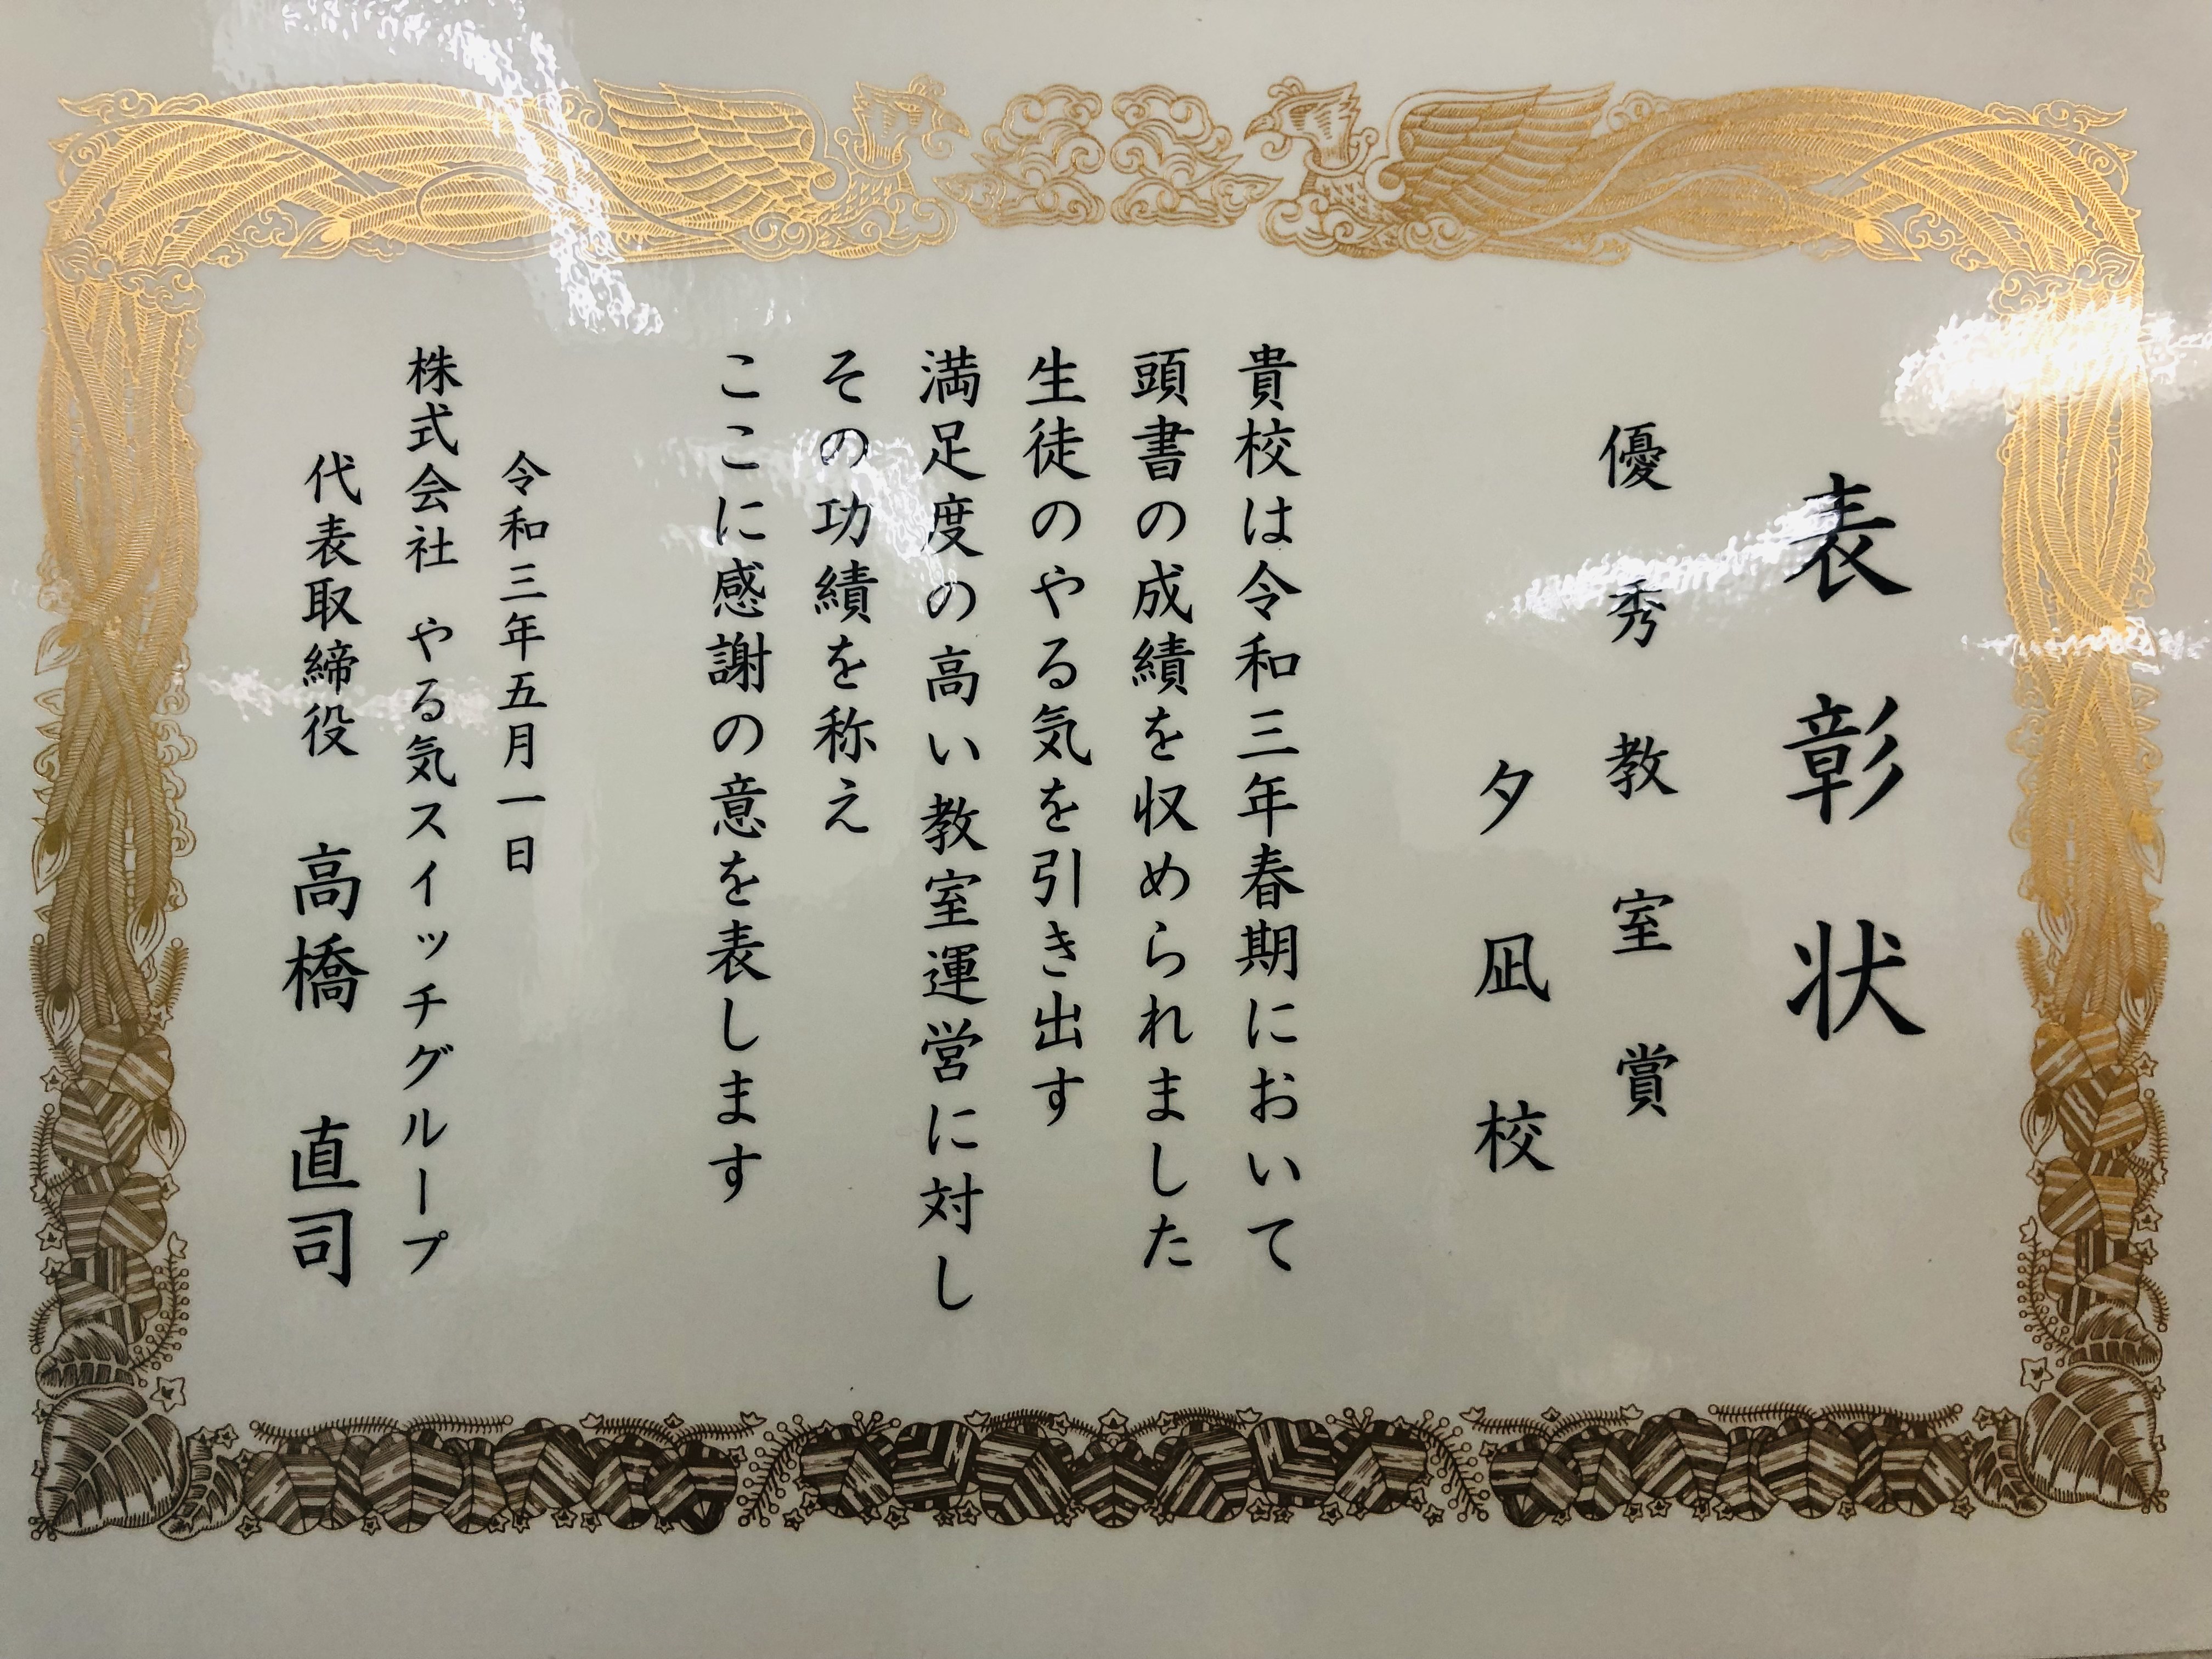 表彰状
優秀教室賞
夕凪校
貴校は令和三年春期において
頭書の成績を収められました
生徒のやる気を引き出す
満足度の高い教室運営に対し
その功績を称え
ここに感謝の意を表します
令和三年五月一日
株式会社 やる気スイッチグループ
代表取締役 高橋 直司